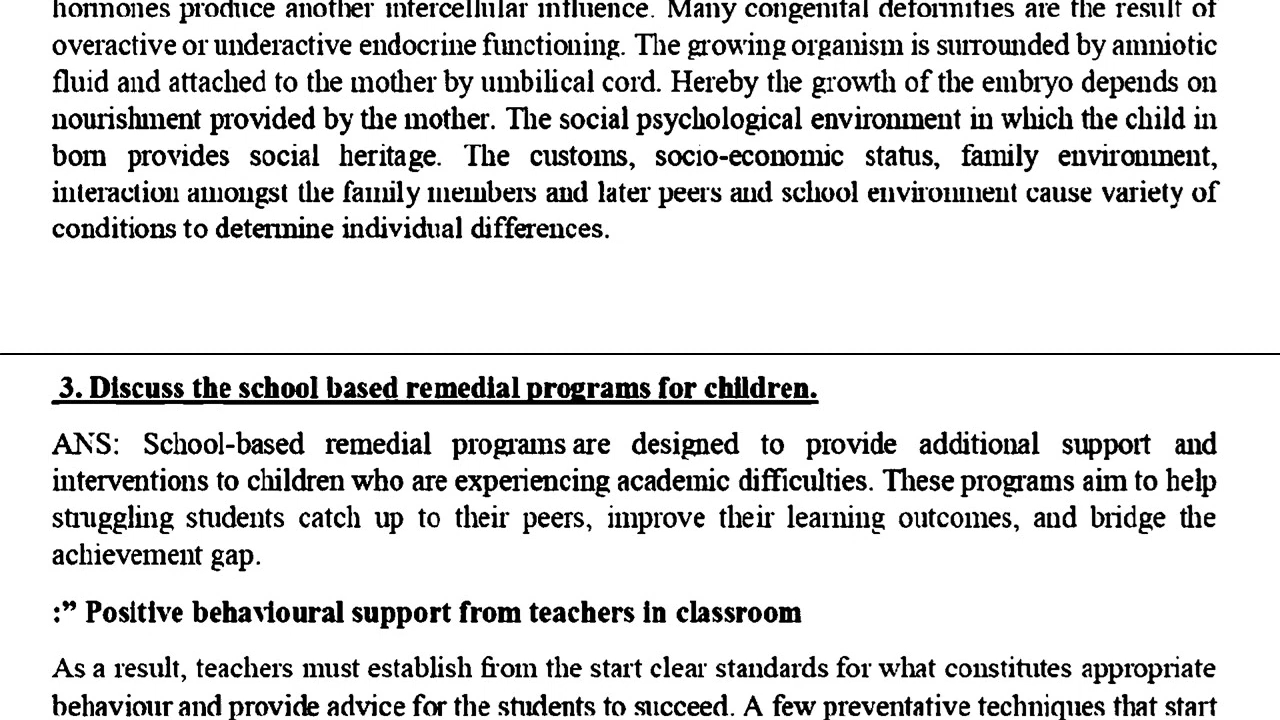 hormones produce another intercellular influence. Many congenital deformities are the result of
overactive or underactive endocrine functioning. The growing organism is surrounded by amniotic
fluid and attached to the mother by umbilical cord. Hereby the growth of the embryo depends on
nourishment provided by the mother. The social psychological environment in which the child in
born provides social heritage. The customs, socio-economic status, family environment,
interaction amongst the family members and later peers and school environment cause variety of
conditions to determine individual differences.
3. Discuss the school based remedial programs for children.
ANS: School-based remedial programs are designed to provide additional support and
interventions to children who are experiencing academic difficulties. These programs aim to help
struggling students catch up to their peers, improve their learning outcomes, and bridge the
achievement gap.
:” Positive behavioural support from teachers in classroom
As a result, teachers must establish from the start clear standards for what constitutes appropriate
behaviour and provide advice for the students to succeed. A few preventative techniques that start